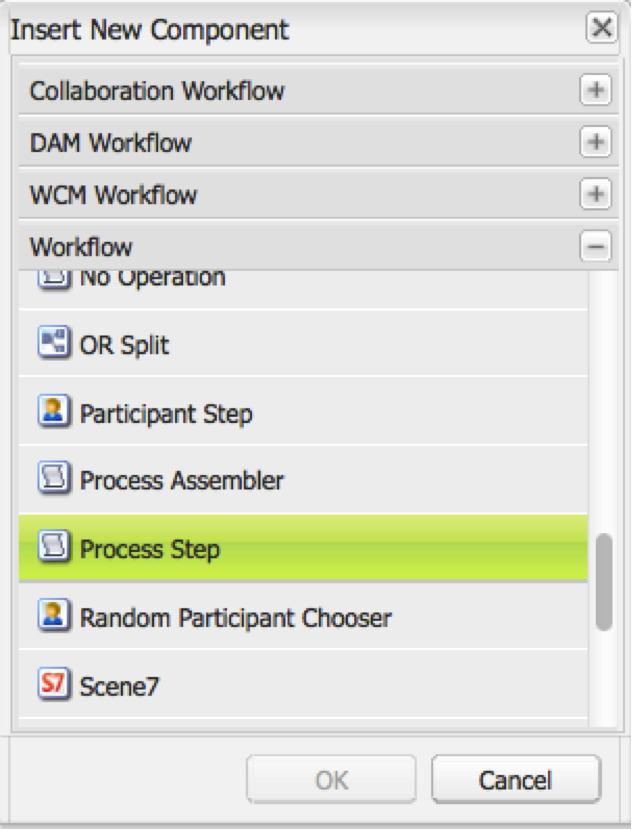 Insert New Component
Collaboration Workflow
DAM Workflow
WCM Workflow
Workflow
No Operation
OR Split
Participant Step
Process Assembler
Process Step
Random Participant Chooser
S7 Scene7
OK Cancel